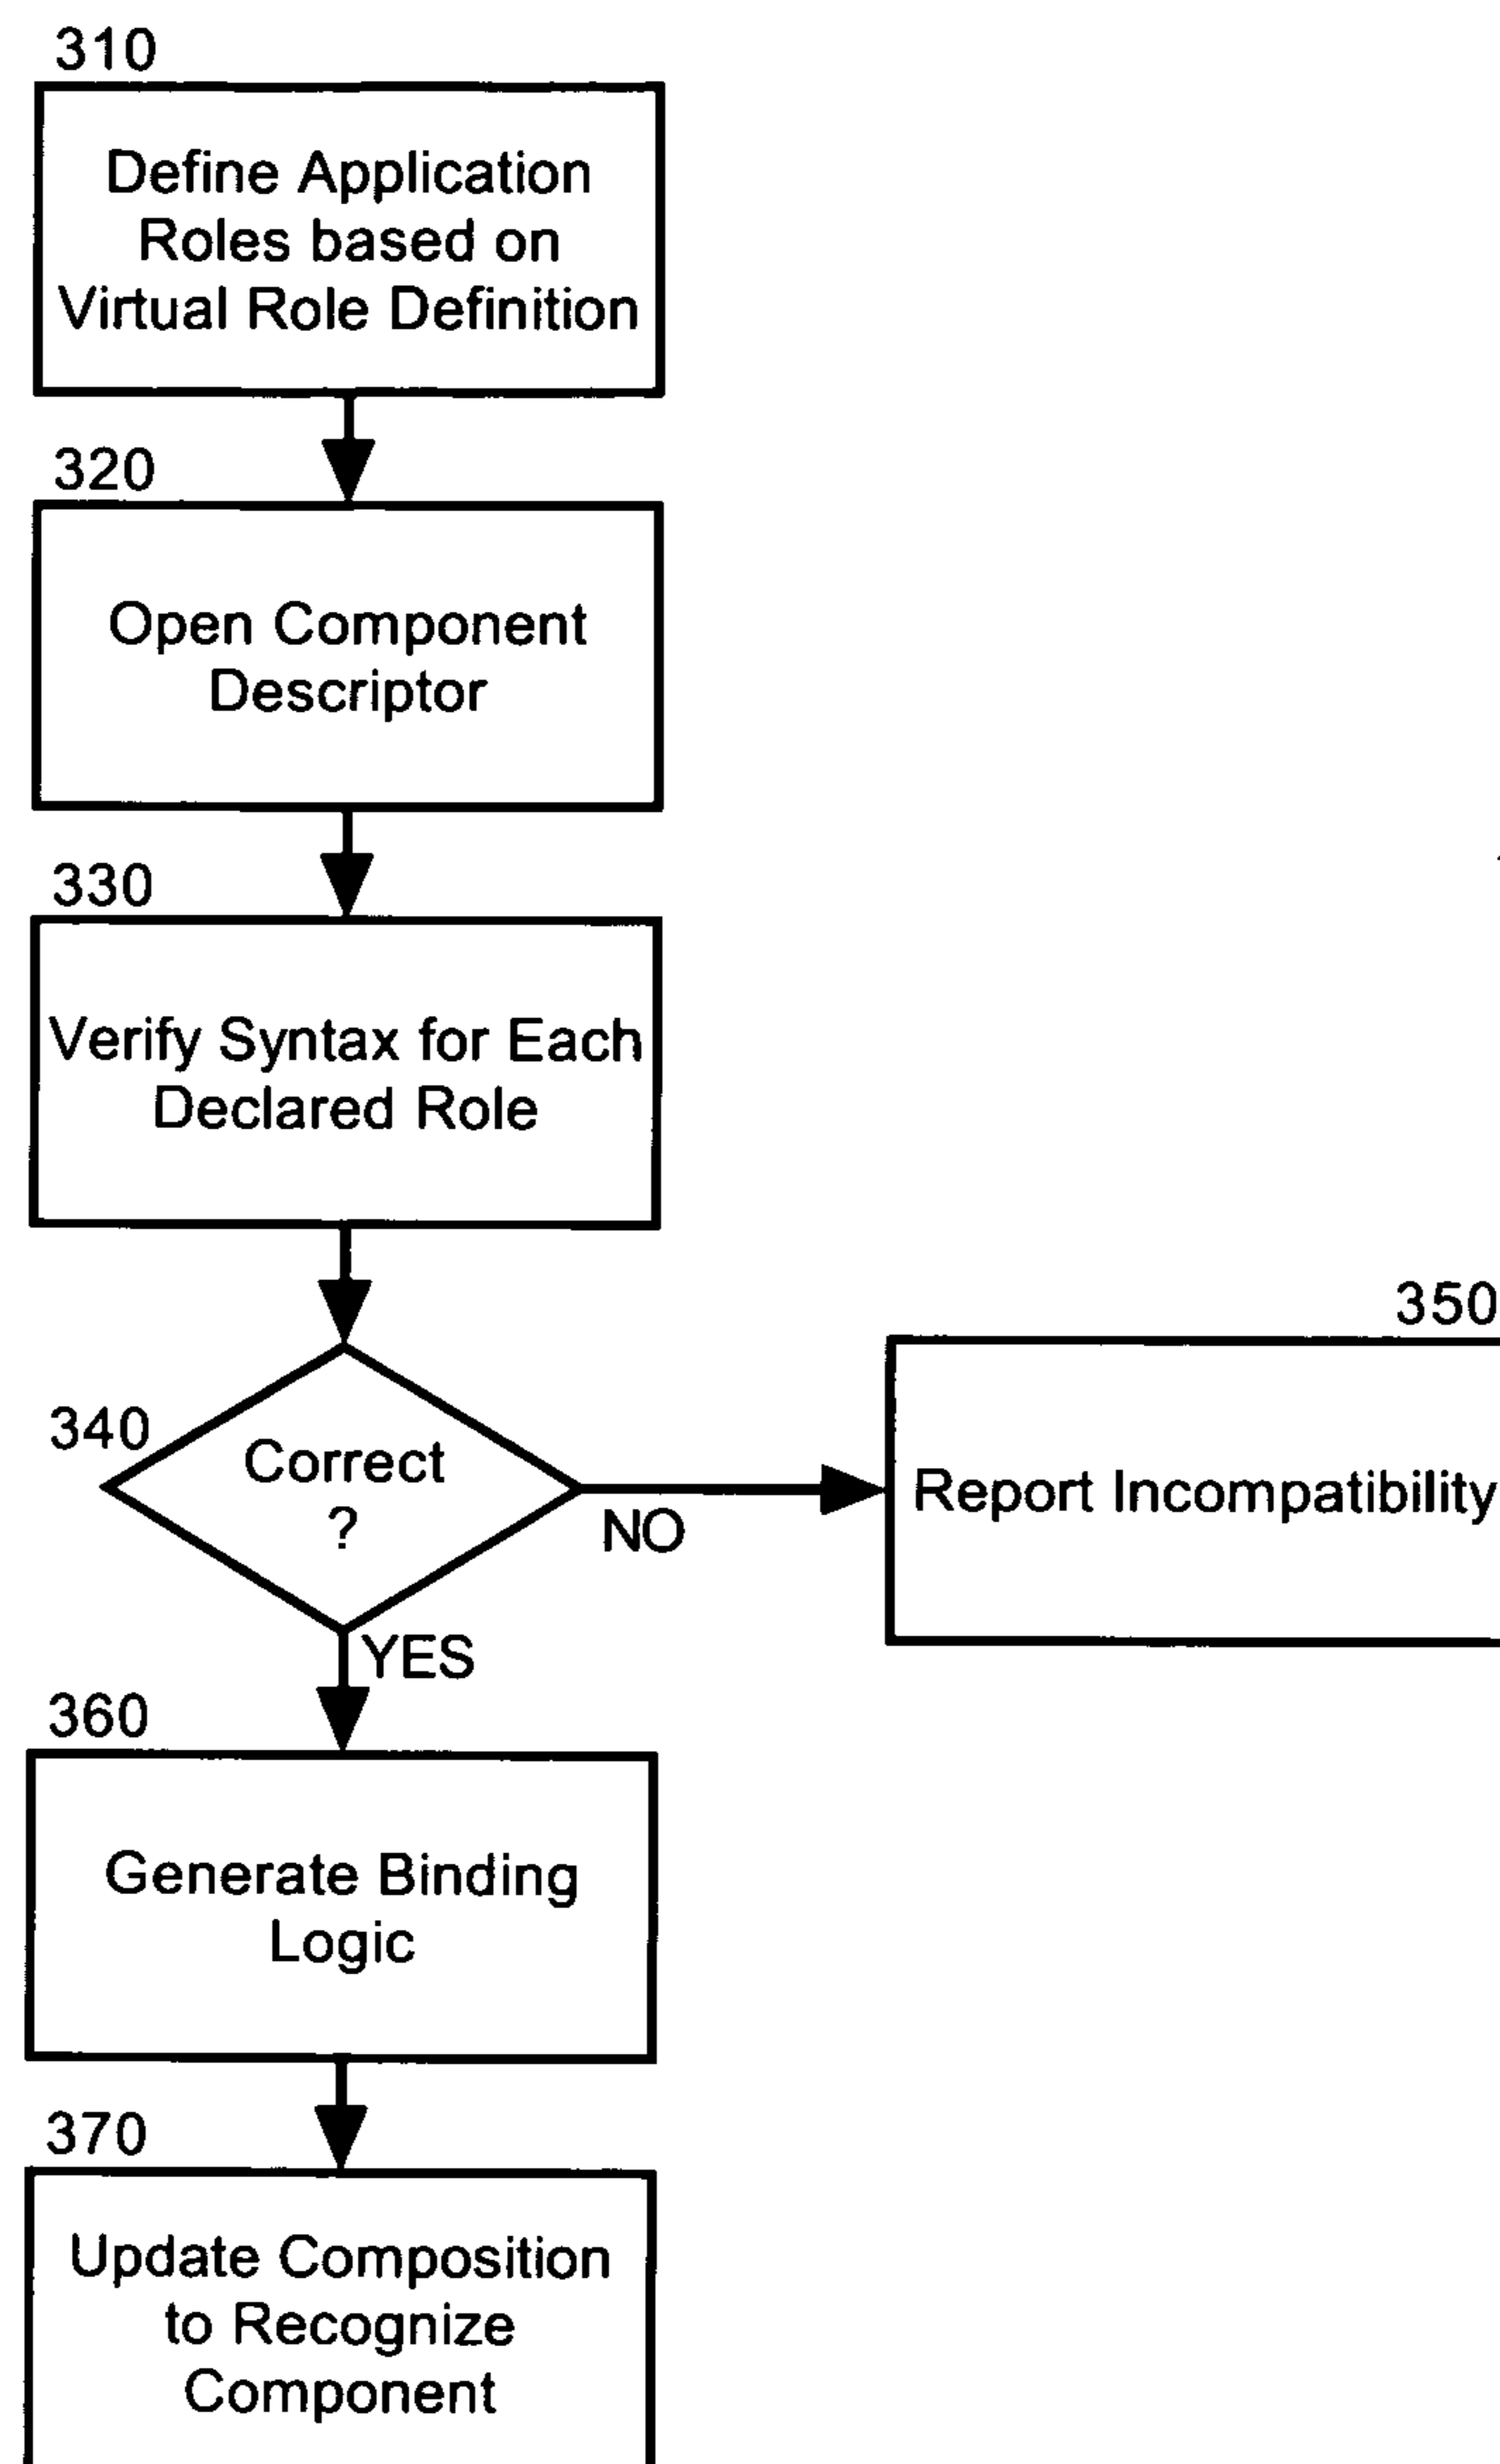 310
Define Application
Roles based on
Virtual Role Definition
320
Open Component
Descriptor
330
Verify Syntax for Each
Declared Role
340
Correct
?
NO
350
Report Incompatibility
YES
360
Generate Binding
Logic
370
Update Composition
to Recognize
Component